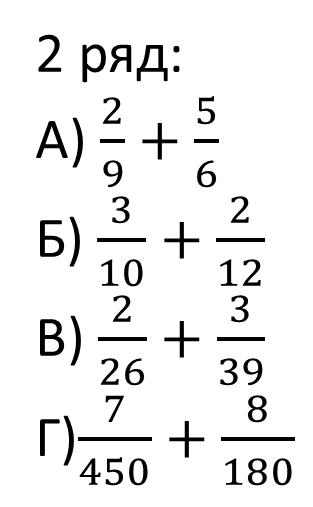 2 ряд:
А) 2/9 + 5/6
Б) 3/10 + 2/12
В) 2/26 + 3/39
Г) 7/450 + 8/180